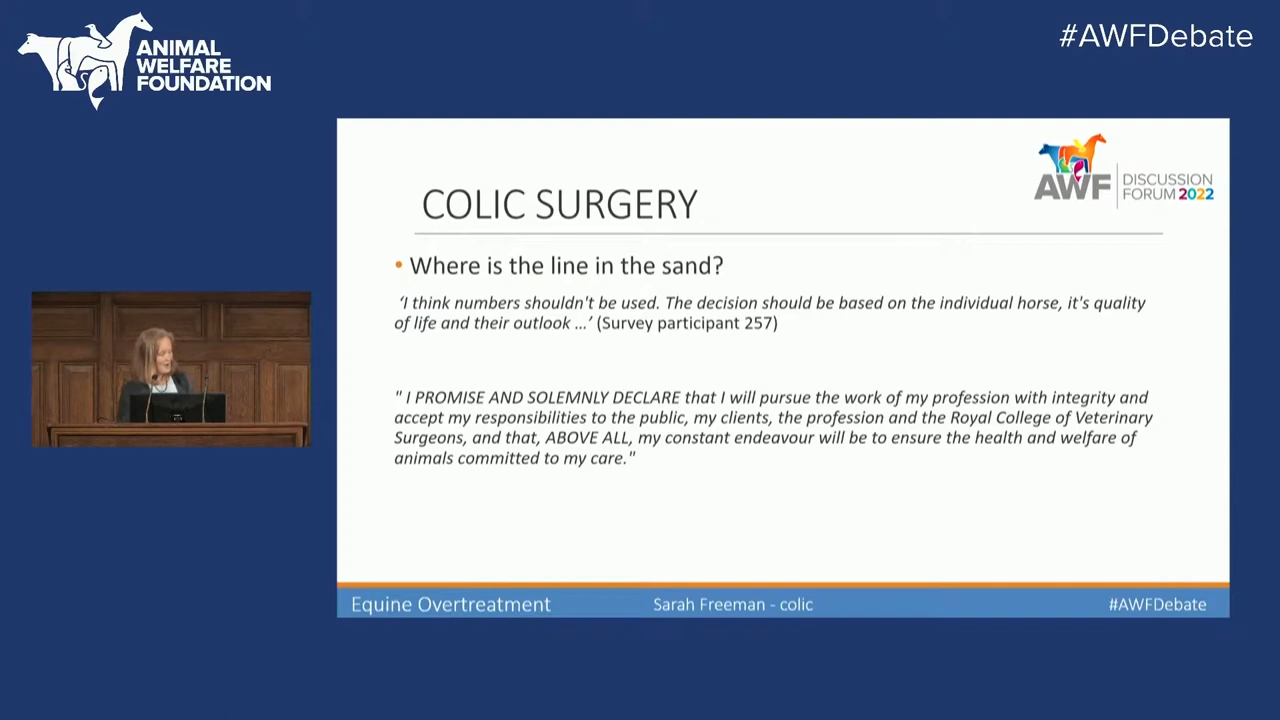 ANIMAL
WELFARE
FOUNDATION
#AWFDebate
AWF
DISCUSSION
FORUM 2022
COLIC SURGERY
• Where is the line in the sand?
‘I think numbers shouldn't be used. The decision should be based on the individual horse, it's quality
of life and their outlook …’ (Survey participant 257)
" I PROMISE AND SOLEMNLY DECLARE that I will pursue the work of my profession with integrity and
accept my responsibilities to the public, my clients, the profession and the Royal College of Veterinary
Surgeons, and that, ABOVE ALL, my constant endeavour will be to ensure the health and welfare of
animals committed to my care."
Equine Overtreatment
Sarah Freeman - colic
#AWFDebate